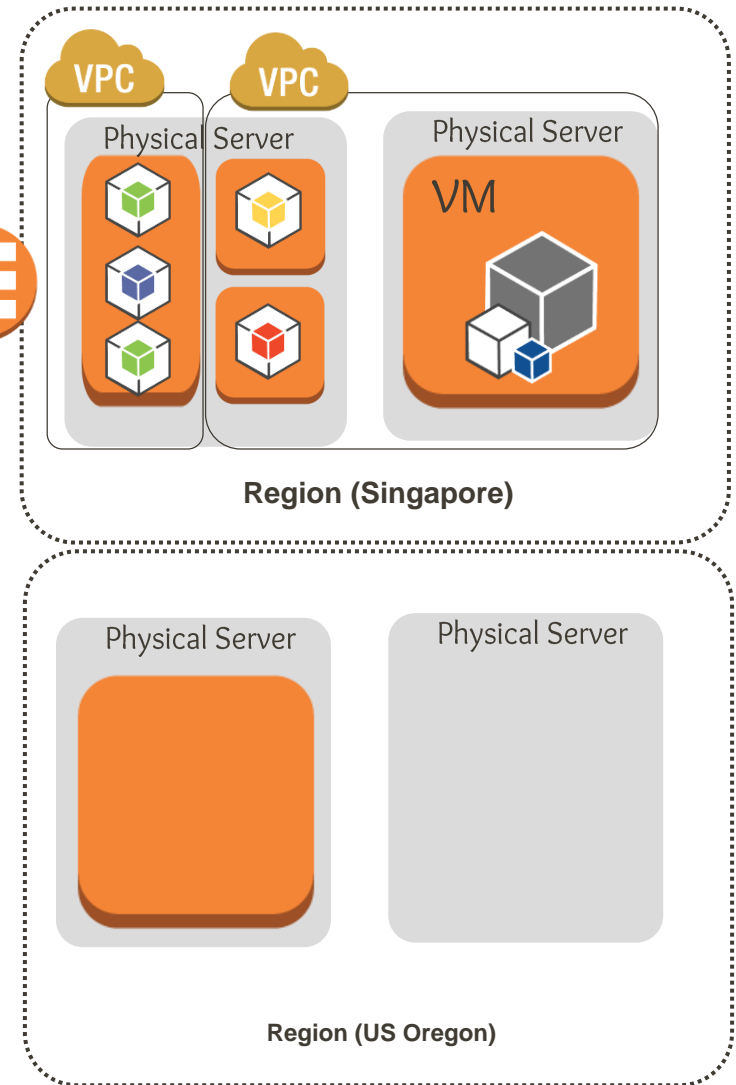 VPC
VPC
Physical Server
Physical Server
VM
Region (Singapore)
Physical Server
Physical Server
Region (US Oregon)